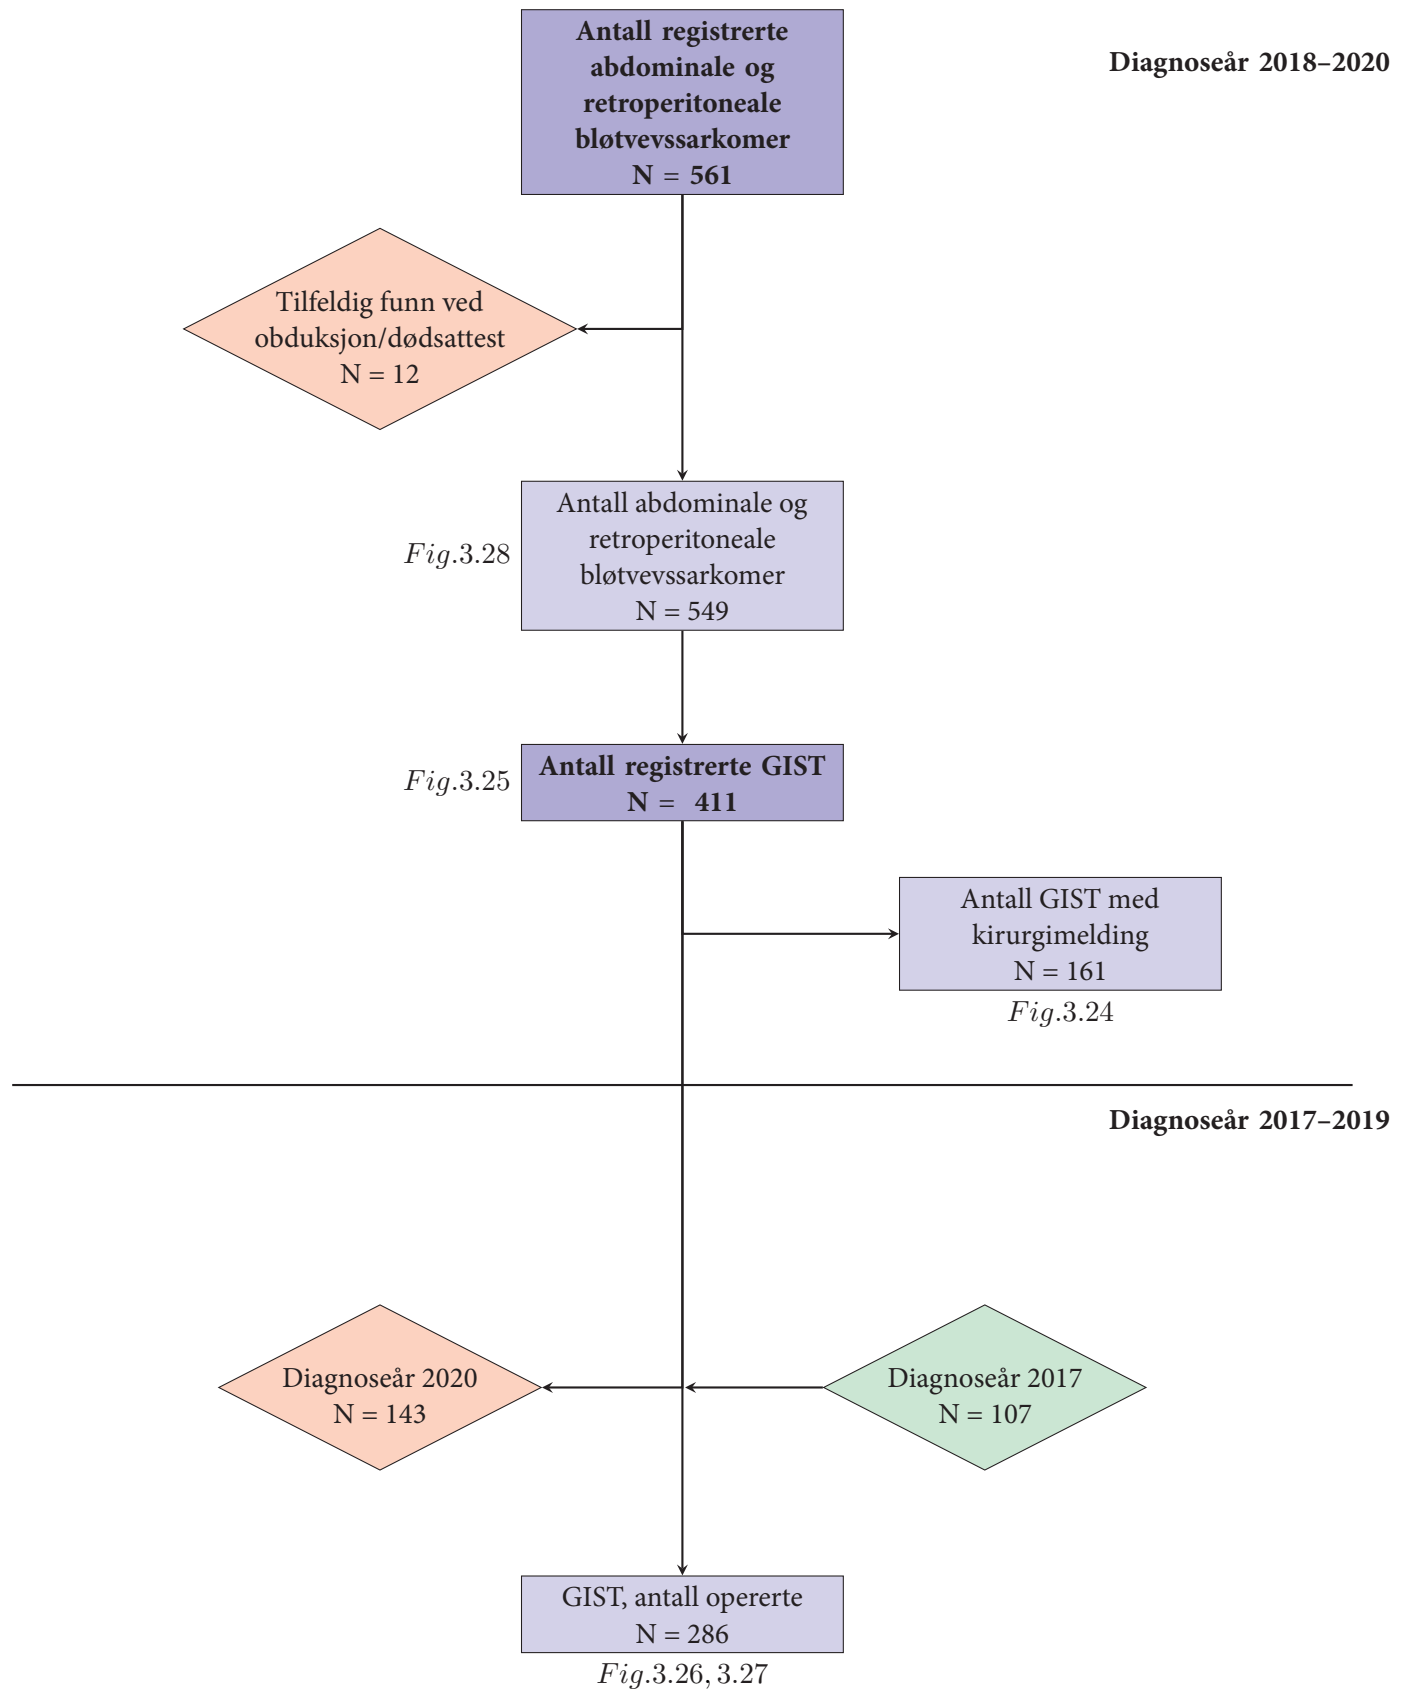 Antall registrerte
abdominale og
retroperitoneale
bløtvevssarkomer
N = 561
Diagnoseår 2018–2020
Tilfeldig funn ved
obduksjon/dødsattest
N = 12
Antall abdominale og
retroperitoneale
bløtvevssarkomer
N = 549
Fig.3.28
Antall registrerte GIST
N = 411
Fig.3.25
Antall GIST med
kirurgimelding
N = 161
Fig.3.24
Diagnoseår 2017–2019
Diagnoseår 2020
N = 143
Diagnoseår 2017
N = 107
GIST, antall opererte
N = 286
Fig.3.26, 3.27